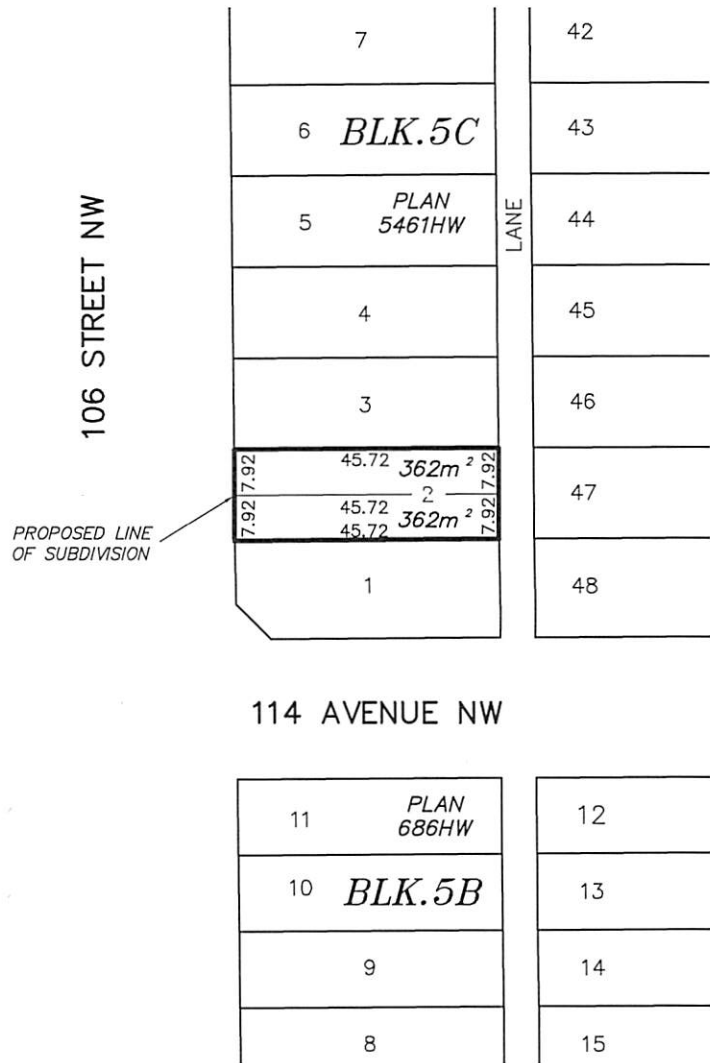 7
42
6 BLK.5C
43
5 PLAN
5461HW
44
LANE
106 STREET NW
4
45
3
46
7.92 45.72 362m² 7.92
2
47
7.92 45.72 362m² 7.92
45.72
PROPOSED LINE
OF SUBDIVISION
1
48
114 AVENUE NW
11 PLAN
686HW
12
10 BLK.5B
13
9
14
8
15